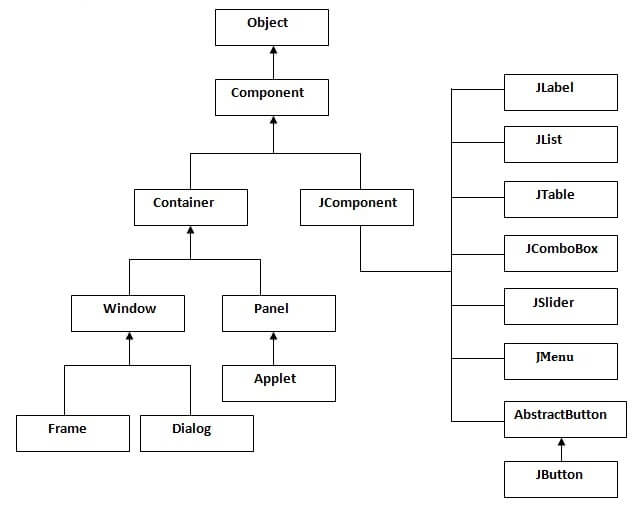 Object
Component
Container
JComponent
Window
Panel
Applet
Frame
Dialog
JLabel
JList
JTable
JComboBox
JSlider
JMenu
AbstractButton
JButton